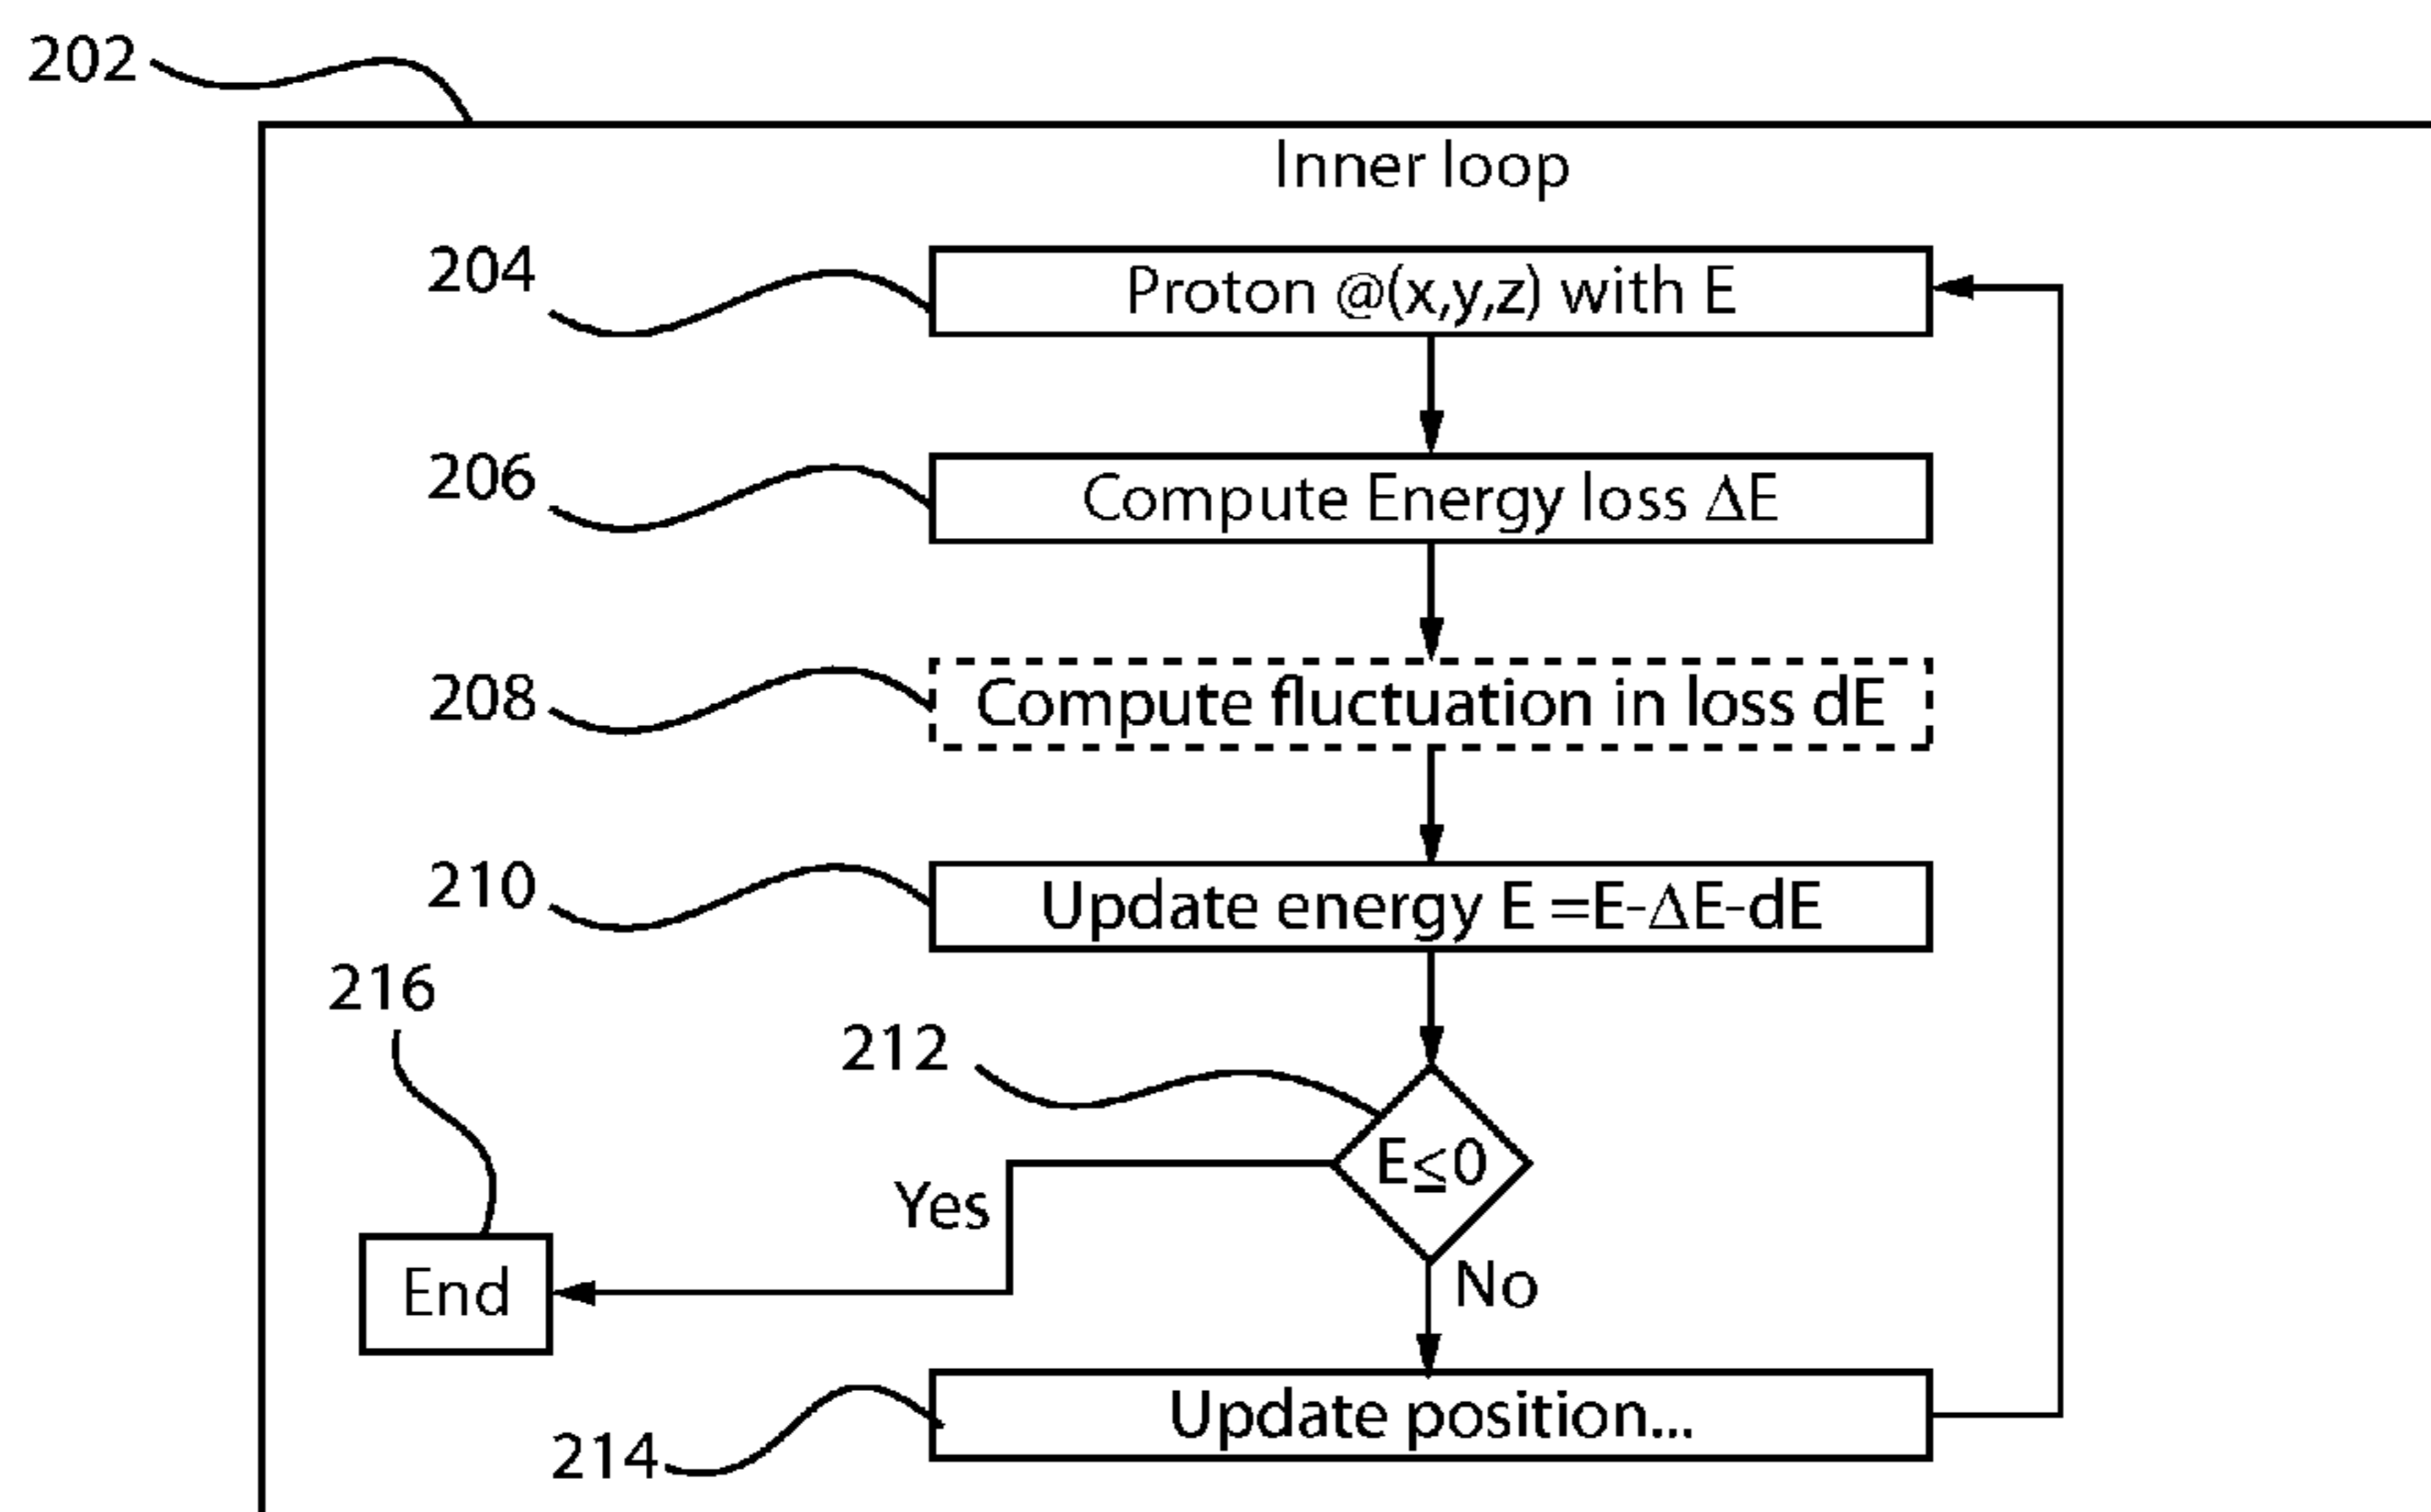 202
Inner loop
204
Proton @(x,y,z) with E
206
Compute Energy loss ΔE
208
Compute fluctuation in loss dE
210
Update energy E =E-ΔE-dE
216
212
E≤0
Yes
End
No
Update position...
214